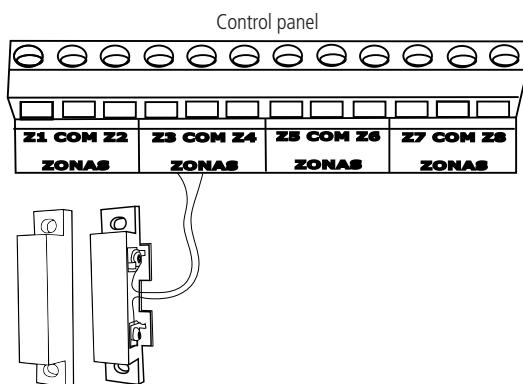 Control panel
Z1 COM Z2 Z3 COM Z4 Z5 COM Z6 Z7 COM Z8
ZONAS ZONAS ZONAS ZONAS